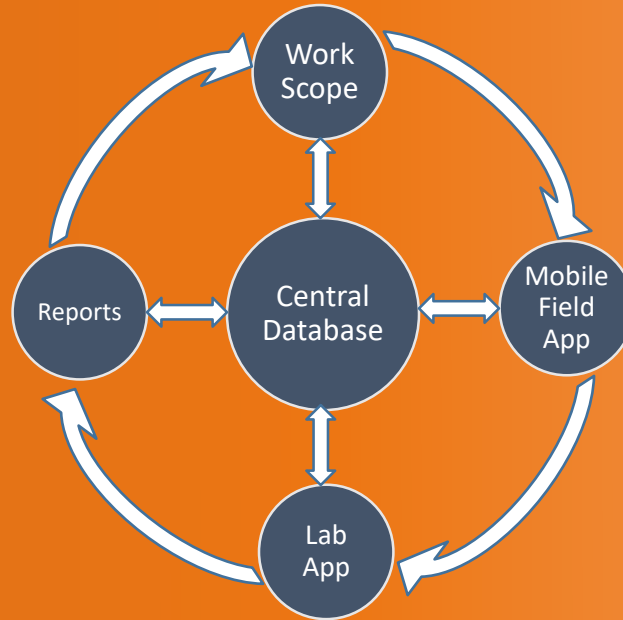 Work
Scope
Reports
Central
Database
Mobile
Field
App
Lab
App